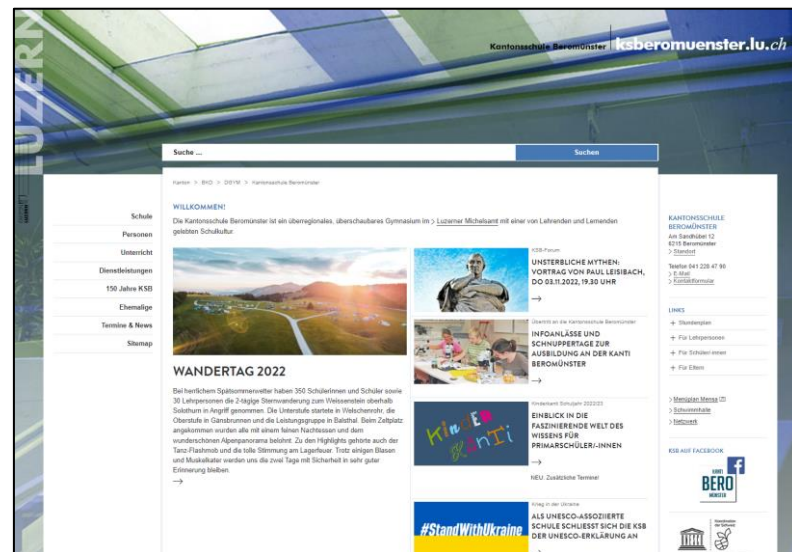 LUZERN
Kantonsschule Beromünster
ksberomuenster.lu.ch
Suche ...
Suchen
Kanton > BKD > DGYM > Kantonsschule Beromünster
Schule
Personen
Unterricht
Dienstleistungen
150 Jahre KSB
Ehemalige
Termine & News
Sitemap
WILLKOMMEN!
Die Kantonsschule Beromünster ist ein überregionales, überschaubares Gymnasium im > Luzerner Michelsamt mit einer von Lehrenden und Lernenden
gelebten Schulkultur.
WANDERTAG 2022
Bei herrlichem Spätsommerwetter haben 350 Schülerinnen und Schüler sowie
30 Lehrpersonen die 2-tägige Sternwanderung zum Weissenstein oberhalb
Solothurn in Angriff genommen. Die Unterstufe startete in Welschenrohr, die
Oberstufe in Gänsbrunnen und die Leistungsgruppe in Balsthal. Beim Zeltplatz
angekommen wurden alle mit einem feinen Nachtessen und dem
wunderschönen Alpenpanorama belohnt. Zu den Highlights gehörte auch der
Tanz-Flashmob und die tolle Stimmung am Lagerfeuer. Trotz einigen Blasen
und Muskelkater werden uns die zwei Tage mit Sicherheit in sehr guter
Erinnerung bleiben.
KSB-Forum
UNSTERBLICHE MYTHEN:
VORTRAG VON PAUL LEISIBACH,
DO 03.11.2022, 19.30 UHR
Übertritt an die Kantonsschule Beromünster
INFOANLÄSSE UND
SCHNUPPERTAGE ZUR
AUSBILDUNG AN DER KANTI
BEROMÜNSTER
KiNDER
KANTi
Kinderkanti Schuljahr 2022/23
EINBLICK IN DIE
FASZINIERENDE WELT DES
WISSENS FÜR
PRIMARSCHÜLER/-INNEN
NEU: Zusätzliche Termine!
#StandWithUkraine
Krieg in der Ukraine
ALS UNESCO-ASSOZIIERTE
SCHULE SCHLIESST SICH DIE KSB
DER UNESCO-ERKLÄRUNG AN
KANTONSSCHULE
BEROMÜNSTER
Am Sandhübel 12
6215 Beromünster
> Standort
Telefon 041 228 47 90
> E-Mail
> Kontaktformular
LINKS
+ Stundenplan
+ Für Lehrpersonen
+ Für Schüler/-innen
+ Für Eltern
> Menüplan Mensa
> Schwimmhalle
> Netzwerk
KSB AUF FACEBOOK
KANTI
BERO
MÜNSTER